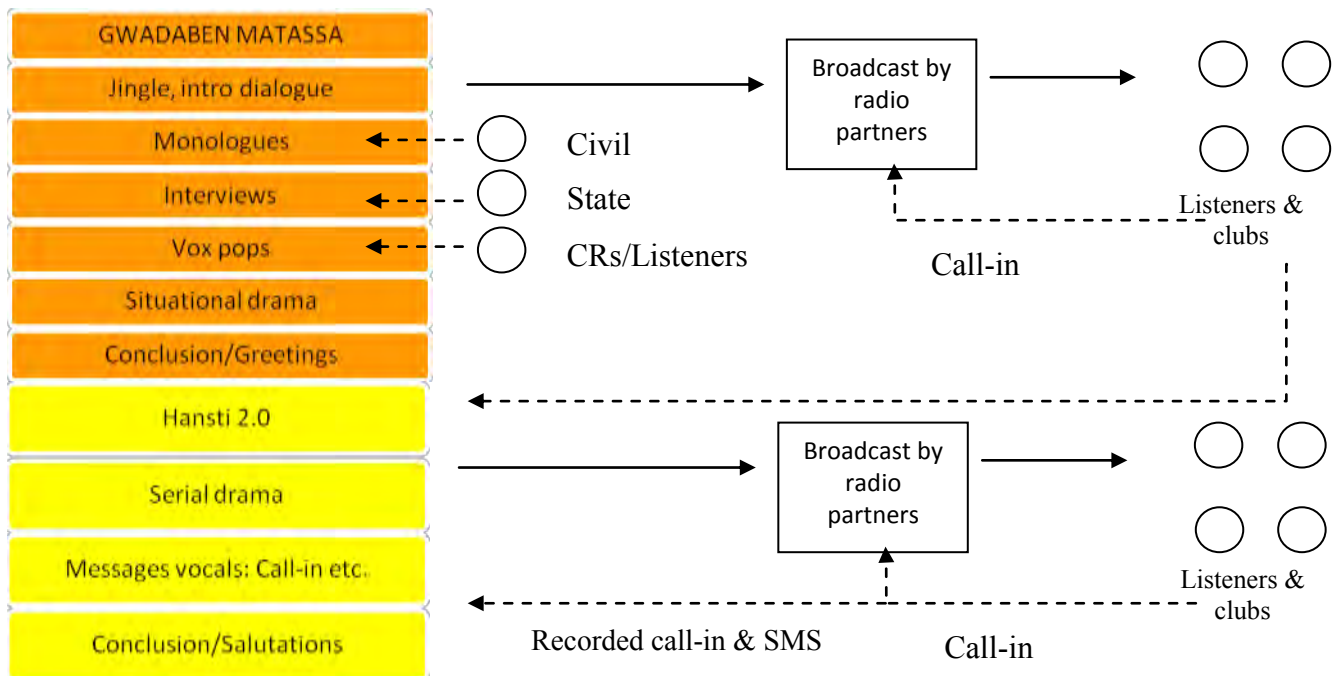 GWADABEN MATASSA
Jingle, intro dialogue
Monologues
Interviews
Vox pops
Situational drama
Conclusion/Greetings
Hansti 2.0
Serial drama
Messages vocals: Call-in etc.
Conclusion/Salutations
Civil
State
CRs/Listeners
Broadcast by
radio
partners
Listeners &
clubs
Call-in
Broadcast by
radio
partners
Listeners &
clubs
Recorded call-in & SMS
Call-in